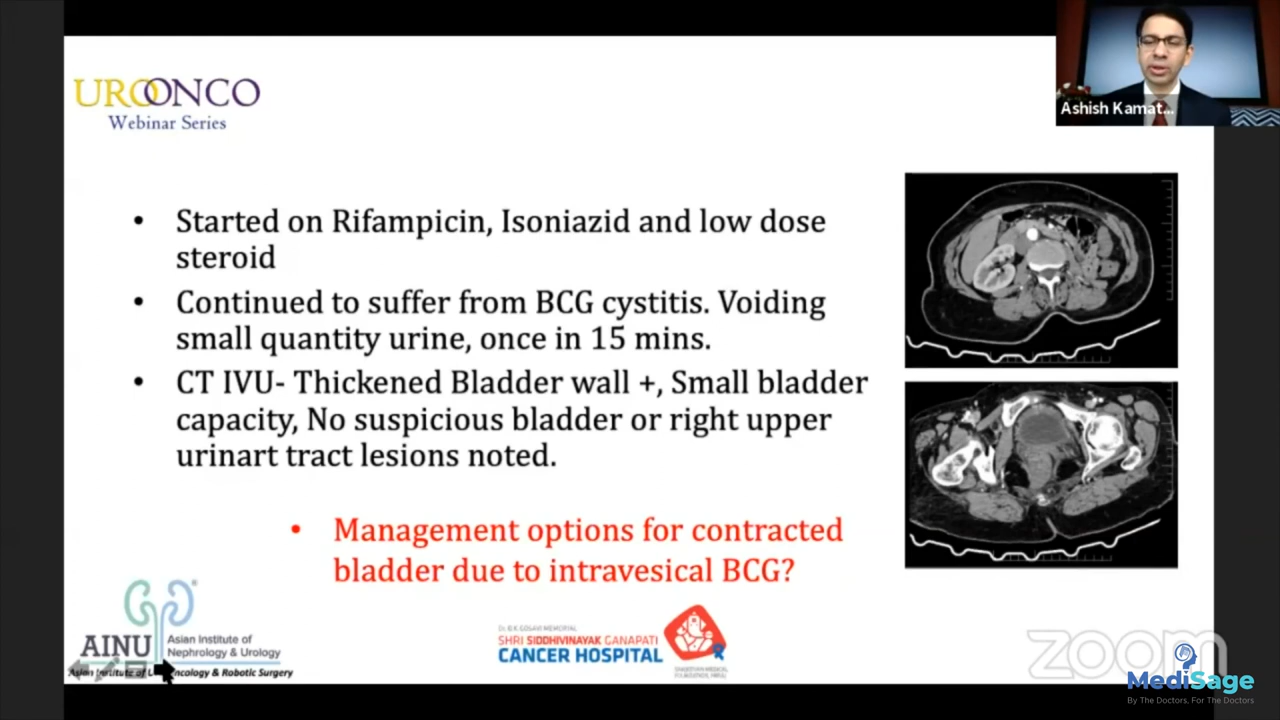 UROONCO
Webinar Series
Ashish Kamat...
• Started on Rifampicin, Isoniazid and low dose
steroid
• Continued to suffer from BCG cystitis. Voiding
small quantity urine, once in 15 mins.
• CT IVU- Thickened Bladder wall +, Small bladder
capacity, No suspicious bladder or right upper
urinart tract lesions noted.
• Management options for contracted
bladder due to intravesical BCG?
AINU
Asian Institute of
Nephrology & Urology
Asian Institute of
Oncology & Robotic Surgery
SHRI SIDDHIVINAYAK GANAPATI
CANCER HOSPITAL
zoom
MediSage
By The Doctors, For The Doctors